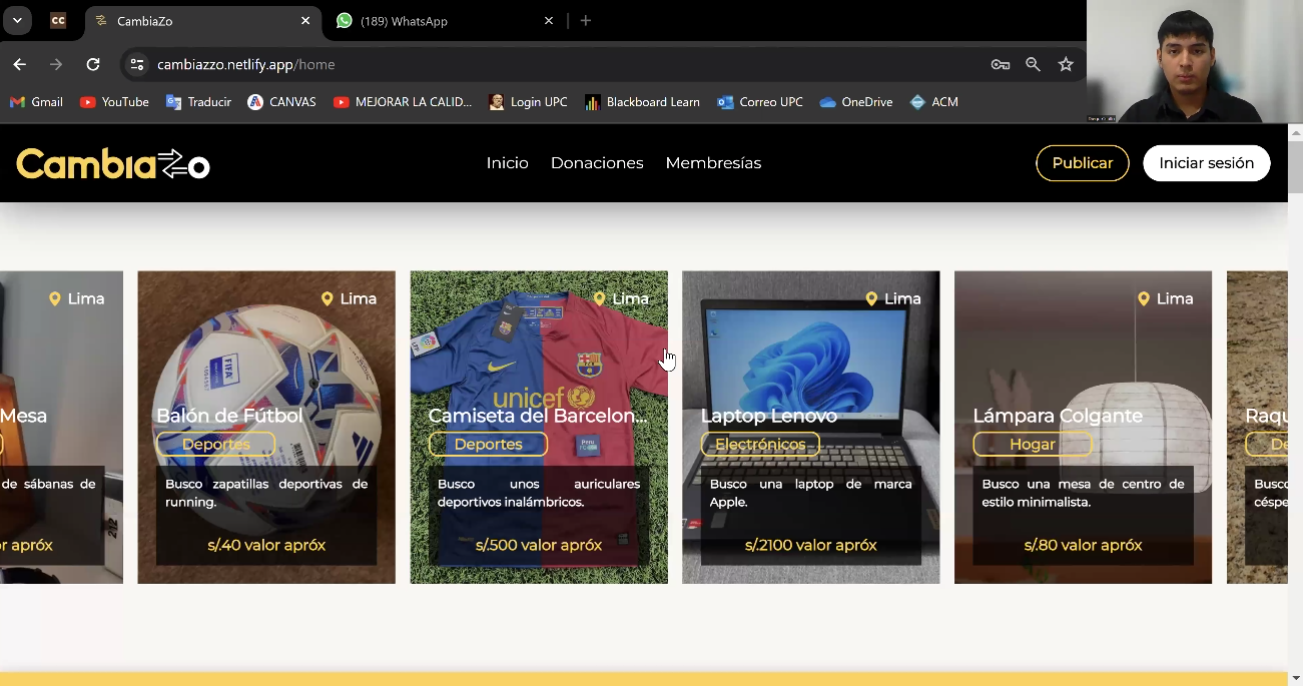 CC
CambiaZo
(189) WhatsApp
cambiazzo.netlify.app/home
Gmail
YouTube
Traducir
CANVAS
MEJORAR LA CALID...
Login UPC
Blackboard Learn
Correo UPC
OneDrive
ACM
Cambiazo
Inicio
Donaciones
Membresías
Publicar
Iniciar sesión
Mesa
de sábanas de
or apróx
Lima
Balón de Fútbol
Deportes
Busco zapatillas deportivas de
running.
s/.40 valor apróx
Lima
unicef
Camiseta del Barcelon...
Deportes
Busco unos auriculares
deportivos inalámbricos.
s/.500 valor apróx
Lima
Laptop Lenovo
Electrónicos
Busco una laptop de marca
Apple.
s/.2100 valor apróx
Lima
Lámpara Colgante
Hogar
Busco una mesa de centro de
estilo minimalista.
s/.80 valor apróx
Raqu
De
Busco
céspe